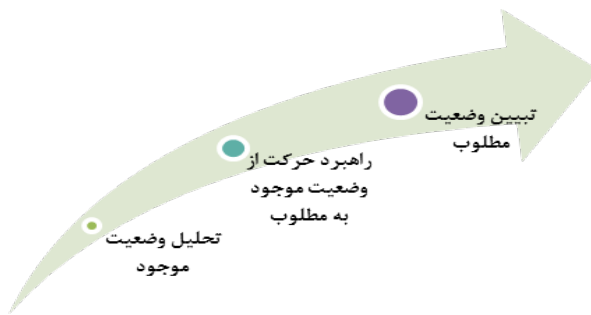 تبیین وضعیت
مطلوب
راهبرد حرکت از
وضعیت موجود
به مطلوب
تحلیل وضعیت
موجود